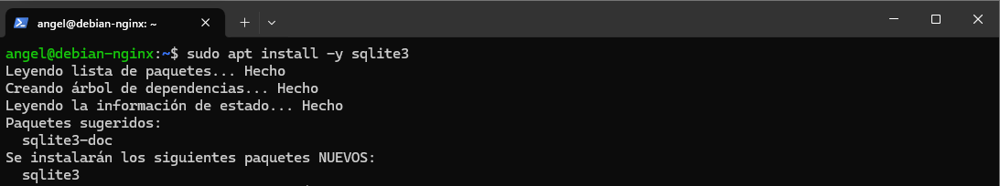 angel@debian-nginx: ~
angel@debian-nginx:~$ sudo apt install -y sqlite3
Leyendo lista de paquetes... Hecho
Creando árbol de dependencias... Hecho
Leyendo la información de estado... Hecho
Paquetes sugeridos:
  sqlite3-doc
Se instalarán los siguientes paquetes NUEVOS:
  sqlite3